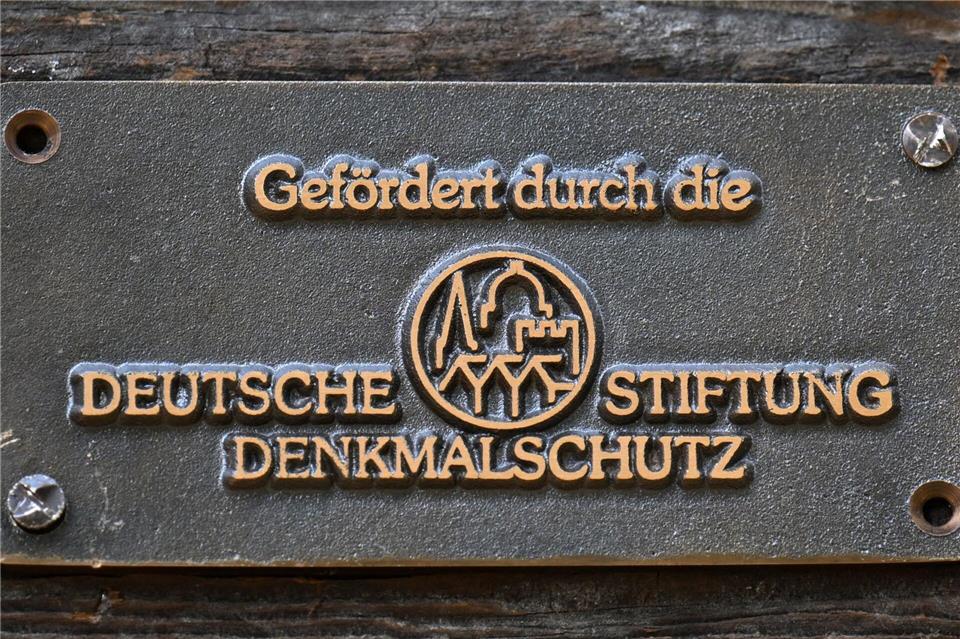 Gefördert durch die
DEUTSCHE STIFTUNG
DENKMALSCHUTZ